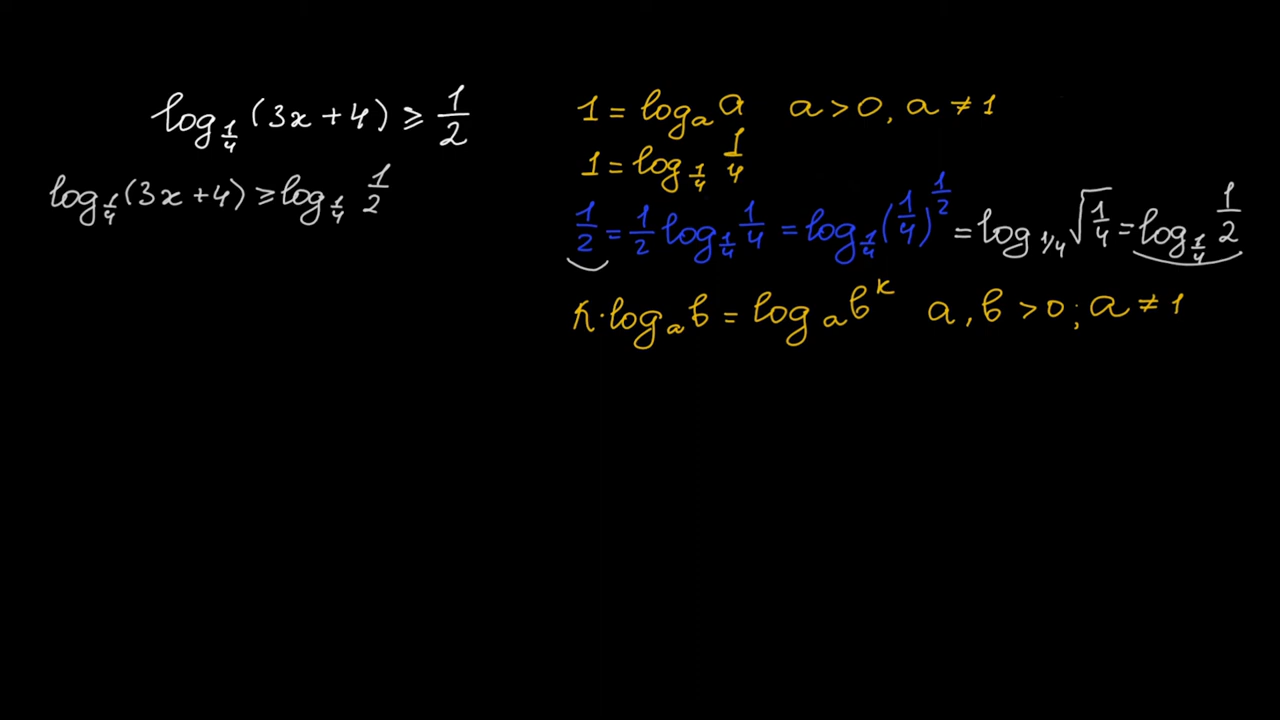 log_{1/4} (3x+4) ≥ 1/2
log_{1/4} (3x+4) ≥ log_{1/4} 1/2
1 = log_a a a > 0, a ≠ 1
1 = log_{1/4} 1/4
1/2 = 1/2 log_{1/4} 1/4 = log_{1/4} (1/4)^{1/2} = log_{1/4} √(1/4) = log_{1/4} 1/2
k·log_a b = log_a b^k a, b > 0; a ≠ 1